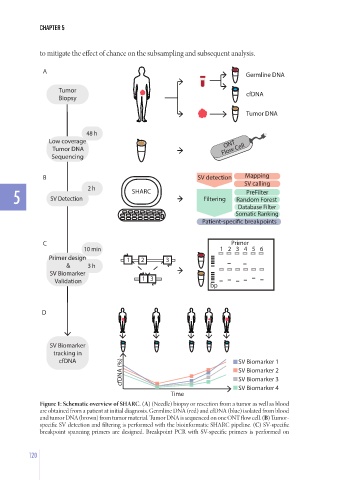 CHAPTER 5
to mitigate the effect of chance on the subsampling and subsequent analysis.
A
Tumor
Biopsy
Germline DNA
cfDNA
Tumor DNA
48 h
Low coverage
Tumor DNA
Sequencing
ONT
Flow Cell
B
2 h
SV Detection
SHARC
SV detection
Mapping
SV calling
Filtering
PreFilter
Random Forest
Database Filter
Somatic Ranking
Patient-specific breakpoints
5
C
10 min
Primer design
&
SV Biomarker
Validation
3 h
1 2 3
1 3
Primer
1 2 3 4 5 6
bp
D
SV Biomarker
tracking in
cfDNA
cfDNA (%)
Time
SV Biomarker 1
SV Biomarker 2
SV Biomarker 3
SV Biomarker 4
Figure 1: Schematic overview of SHARC. (A) (Needle) biopsy or resection from a tumor as well as blood
are obtained from a patient at initial diagnosis. Germline DNA (red) and cfDNA (blue) isolated from blood
and tumor DNA (brown) from tumor material. Tumor DNA is sequenced on one ONT flow cell. (B) Tumor-
specific SV detection and filtering is performed with the bioinformatic SHARC pipeline. (C) SV-specific
breakpoint spanning primers are designed. Breakpoint PCR with SV-specific primers is performed on
120